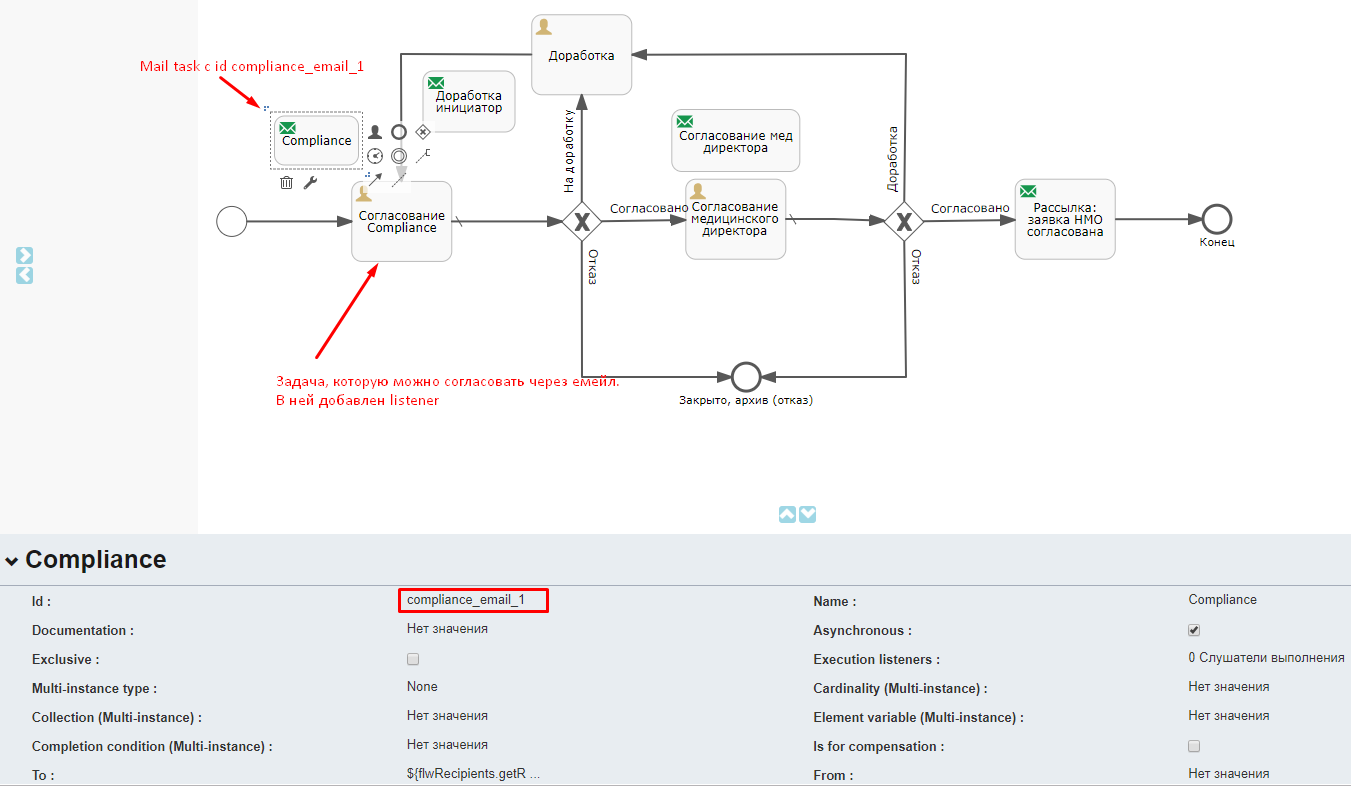 Доработка
Mail task с id compliance_email_1
Доработка
инициатор
Compliance
На доработку
Согласование мед
директора
Доработка
Согласование
Compliance
Согласовано
Согласование
медицинского
директора
Согласовано
Рассылка:
заявка НМО
согласована
Конец
Отказ
Отказ
Задача, которую можно согласовать через емейл.
В ней добавлен listener
Закрыто, архив (отказ)
Compliance
Id : compliance_email_1 Name : Compliance
Documentation : Нет значения Asynchronous :
Exclusive : Execution listeners : 0 Слушатели выполнения
Multi-instance type : None Cardinality (Multi-instance) : Нет значения
Collection (Multi-instance) : Нет значения Element variable (Multi-instance) : Нет значения
Completion condition (Multi-instance) : Нет значения Is for compensation :
To : ${flwRecipients.getR ... From : Нет значения